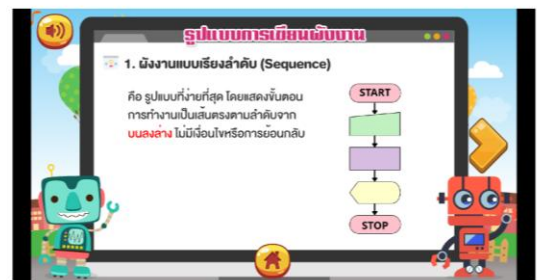 รูปแบบการเขียนผังงาน
1. ผังงานแบบเรียงลำดับ (Sequence)
คือ รูปแบบที่ง่ายที่สุด โดยแสดงขั้นตอน
การทำงานเป็นเส้นตรงตามลำดับจาก
บนลงล่าง ไม่มีเงื่อนไขหรือการย้อนกลับ
START
STOP